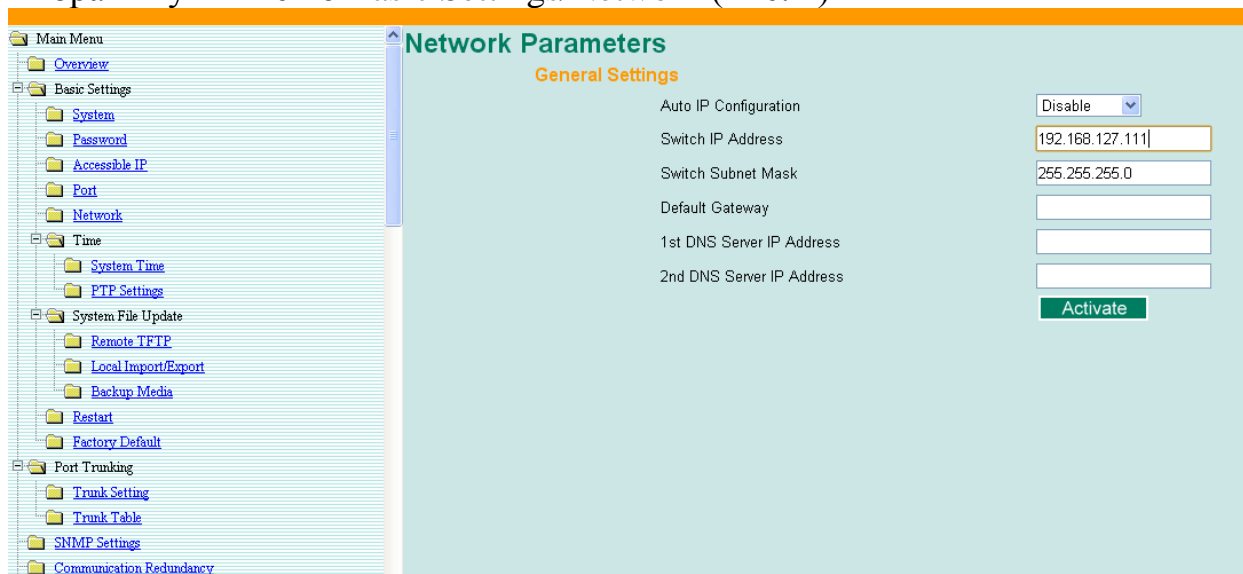 Main Menu
Overview
Basic Settings
System
Password
Accessible IP
Port
Network
Time
System Time
PTP Settings
System File Update
Remote TFTP
Local Import/Export
Backup Media
Restart
Factory Default
Port Trunking
Trunk Setting
Trunk Table
SNMP Settings
Communication Redundancy
Network Parameters
General Settings
Auto IP Configuration Disable
Switch IP Address 192.168.127.111
Switch Subnet Mask 255.255.255.0
Default Gateway
1st DNS Server IP Address
2nd DNS Server IP Address
Activate